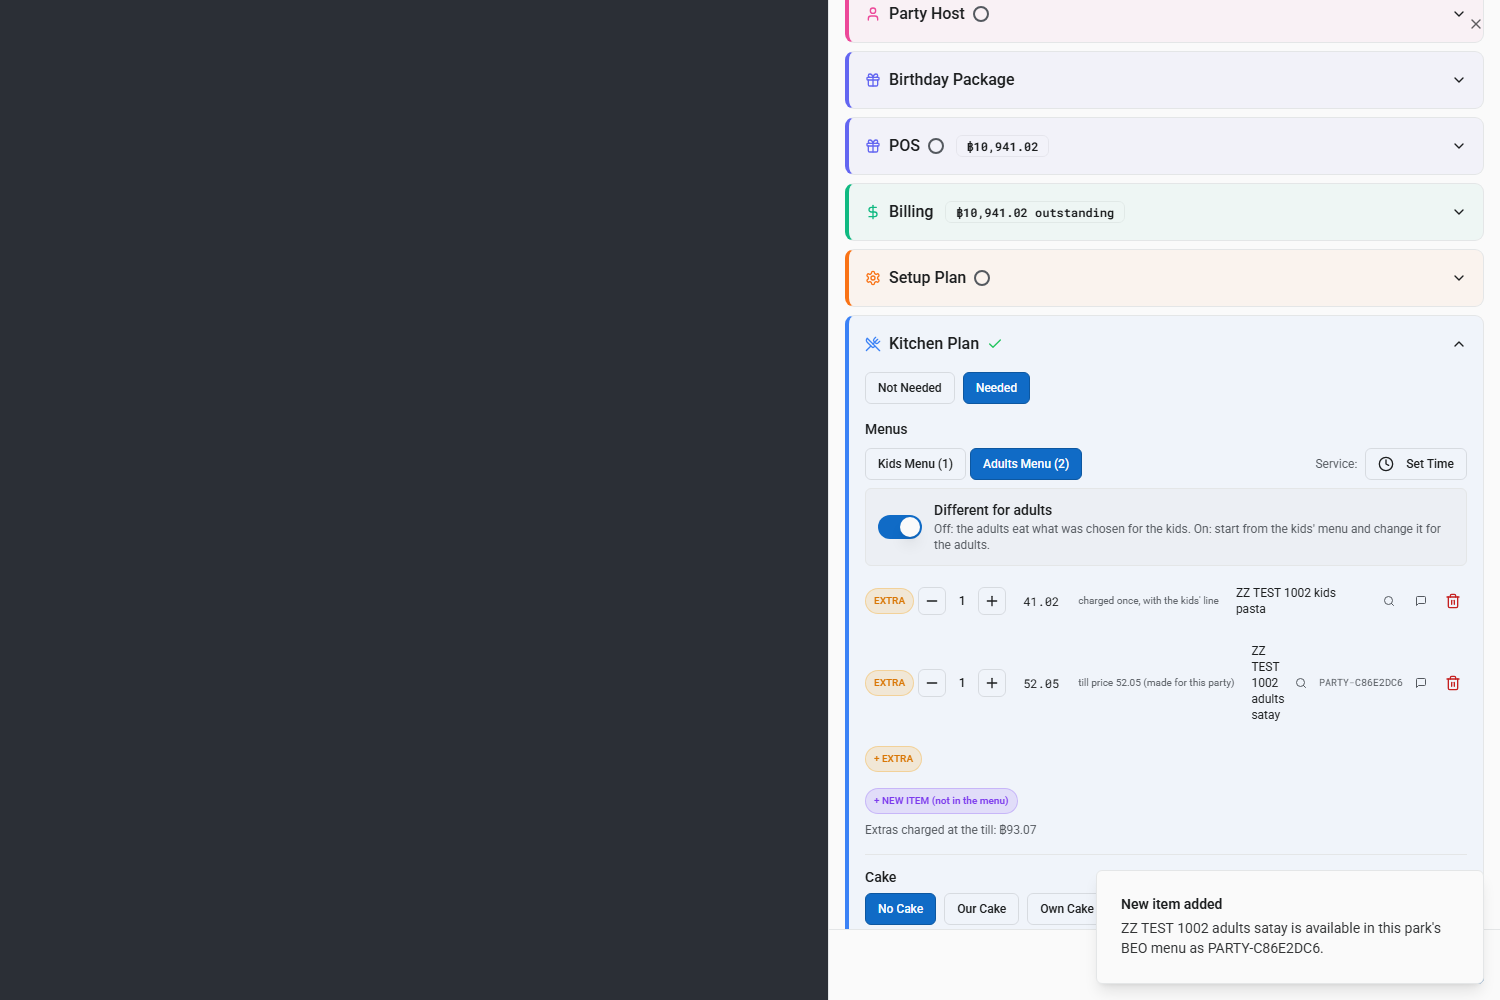 Party Host
Birthday Package
POS ฿10,941.02
Billing ฿10,941.02 outstanding
Setup Plan
Kitchen Plan
Not Needed Needed
Menus
Kids Menu (1) Adults Menu (2) Service: Set Time
Different for adults
Off: the adults eat what was chosen for the kids. On: start from the kids' menu and change it for
the adults.
EXTRA 1 41.02 charged once, with the kids' line ZZ TEST 1002 kids
pasta
EXTRA 1 52.05 till price 52.05 (made for this party) ZZ
TEST
1002 PARTY-C86E2DC6
adults
satay
+ EXTRA
+ NEW ITEM (not in the menu)
Extras charged at the till: ฿93.07
Cake
No Cake Our Cake Own Cake
New item added
ZZ TEST 1002 adults satay is available in this park's
BEO menu as PARTY-C86E2DC6.